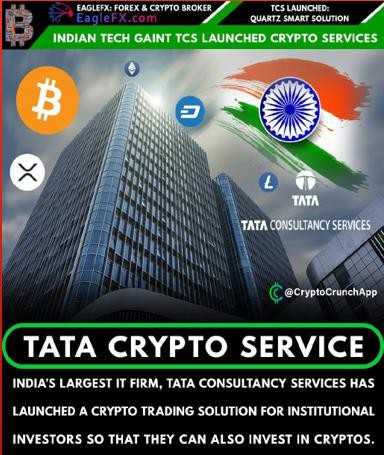 EAGLEFX: FOREX & CRYPTO BROKER
EagleFX.com
TCS LAUNCHED:
QUARTZ SMART SOLUTION
INDIAN TECH GAINT TCS LAUNCHED CRYPTO SERVICES
TATA
TATA CONSULTANCY SERVICES
@CryptoCrunchApp
TATA CRYPTO SERVICE
INDIA'S LARGEST IT FIRM, TATA CONSULTANCY SERVICES HAS
LAUNCHED A CRYPTO TRADING SOLUTION FOR INSTITUTIONAL
INVESTORS SO THAT THEY CAN ALSO INVEST IN CRYPTOS.